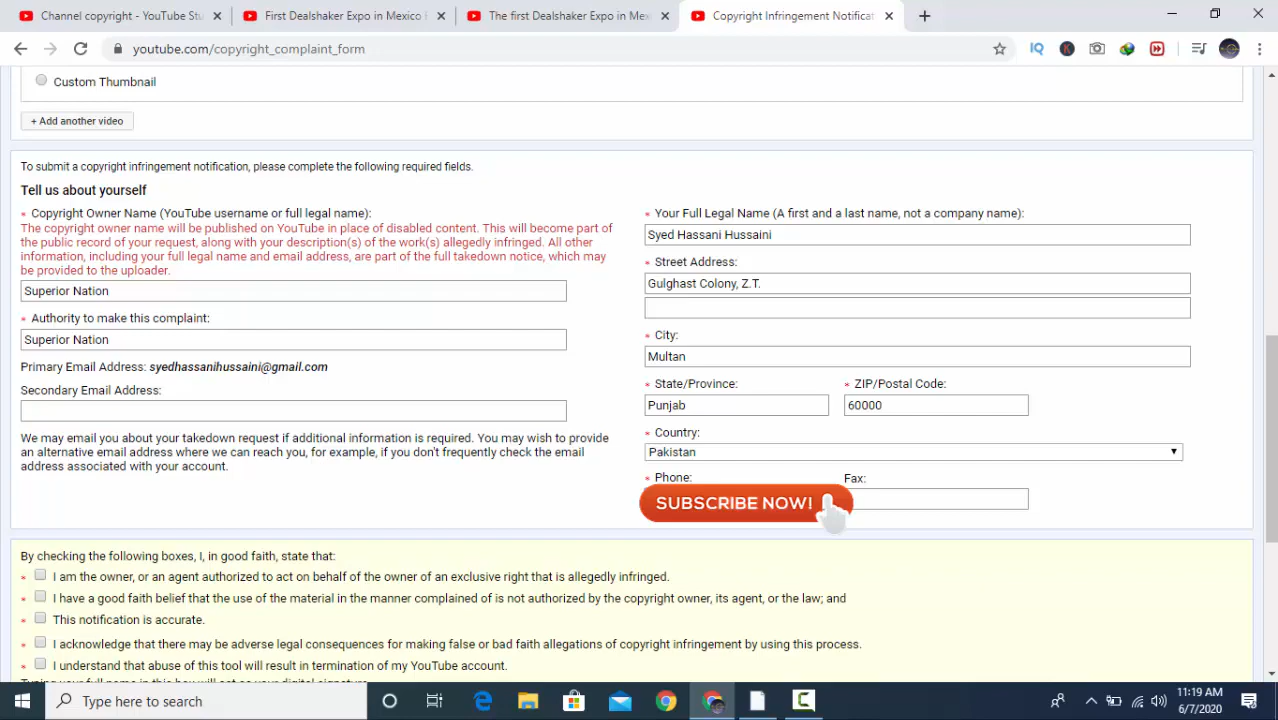 Channel copyright - YouTube Stu
First Dealshaker Expo in Mexico
The first Dealshaker Expo in Mex
Copyright Infringement Notificat
youtube.com/copyright_complaint_form
IQ
K
Custom Thumbnail
+ Add another video
To submit a copyright infringement notification, please complete the following required fields.
Tell us about yourself
* Copyright Owner Name (YouTube username or full legal name):
The copyright owner name will be published on YouTube in place of disabled content. This will become part of
the public record of your request, along with your description(s) of the work(s) allegedly infringed. All other
information, including your full legal name and email address, are part of the full takedown notice, which may
be provided to the uploader.
Superior Nation
* Authority to make this complaint:
Superior Nation
Primary Email Address: syedhassanihussaini@gmail.com
Secondary Email Address:
We may email you about your takedown request if additional information is required. You may wish to provide
an alternative email address where we can reach you, for example, if you don't frequently check the email
address associated with your account.
* Your Full Legal Name (A first and a last name, not a company name):
Syed Hassani Hussaini
* Street Address:
Gulghast Colony, Z.T.
* City:
Multan
* State/Province:
* ZIP/Postal Code:
Punjab
60000
* Country:
Pakistan
* Phone:
Fax:
SUBSCRIBE NOW!
By checking the following boxes, I, in good faith, state that:
* I am the owner, or an agent authorized to act on behalf of the owner of an exclusive right that is allegedly infringed.
* I have a good faith belief that the use of the material in the manner complained of is not authorized by the copyright owner, its agent, or the law; and
* This notification is accurate.
* I acknowledge that there may be adverse legal consequences for making false or bad faith allegations of copyright infringement by using this process.
* I understand that abuse of this tool will result in termination of my YouTube account.
Typing your full name in this box will act as your digital signature
Type here to search
11:19 AM
6/7/2020